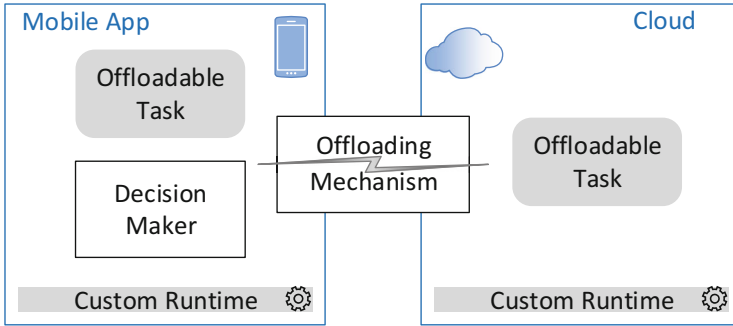 Mobile App
Offloadable
Task
Decision
Maker
Custom Runtime
Offloading
Mechanism
Cloud
Offloadable
Task
Custom Runtime